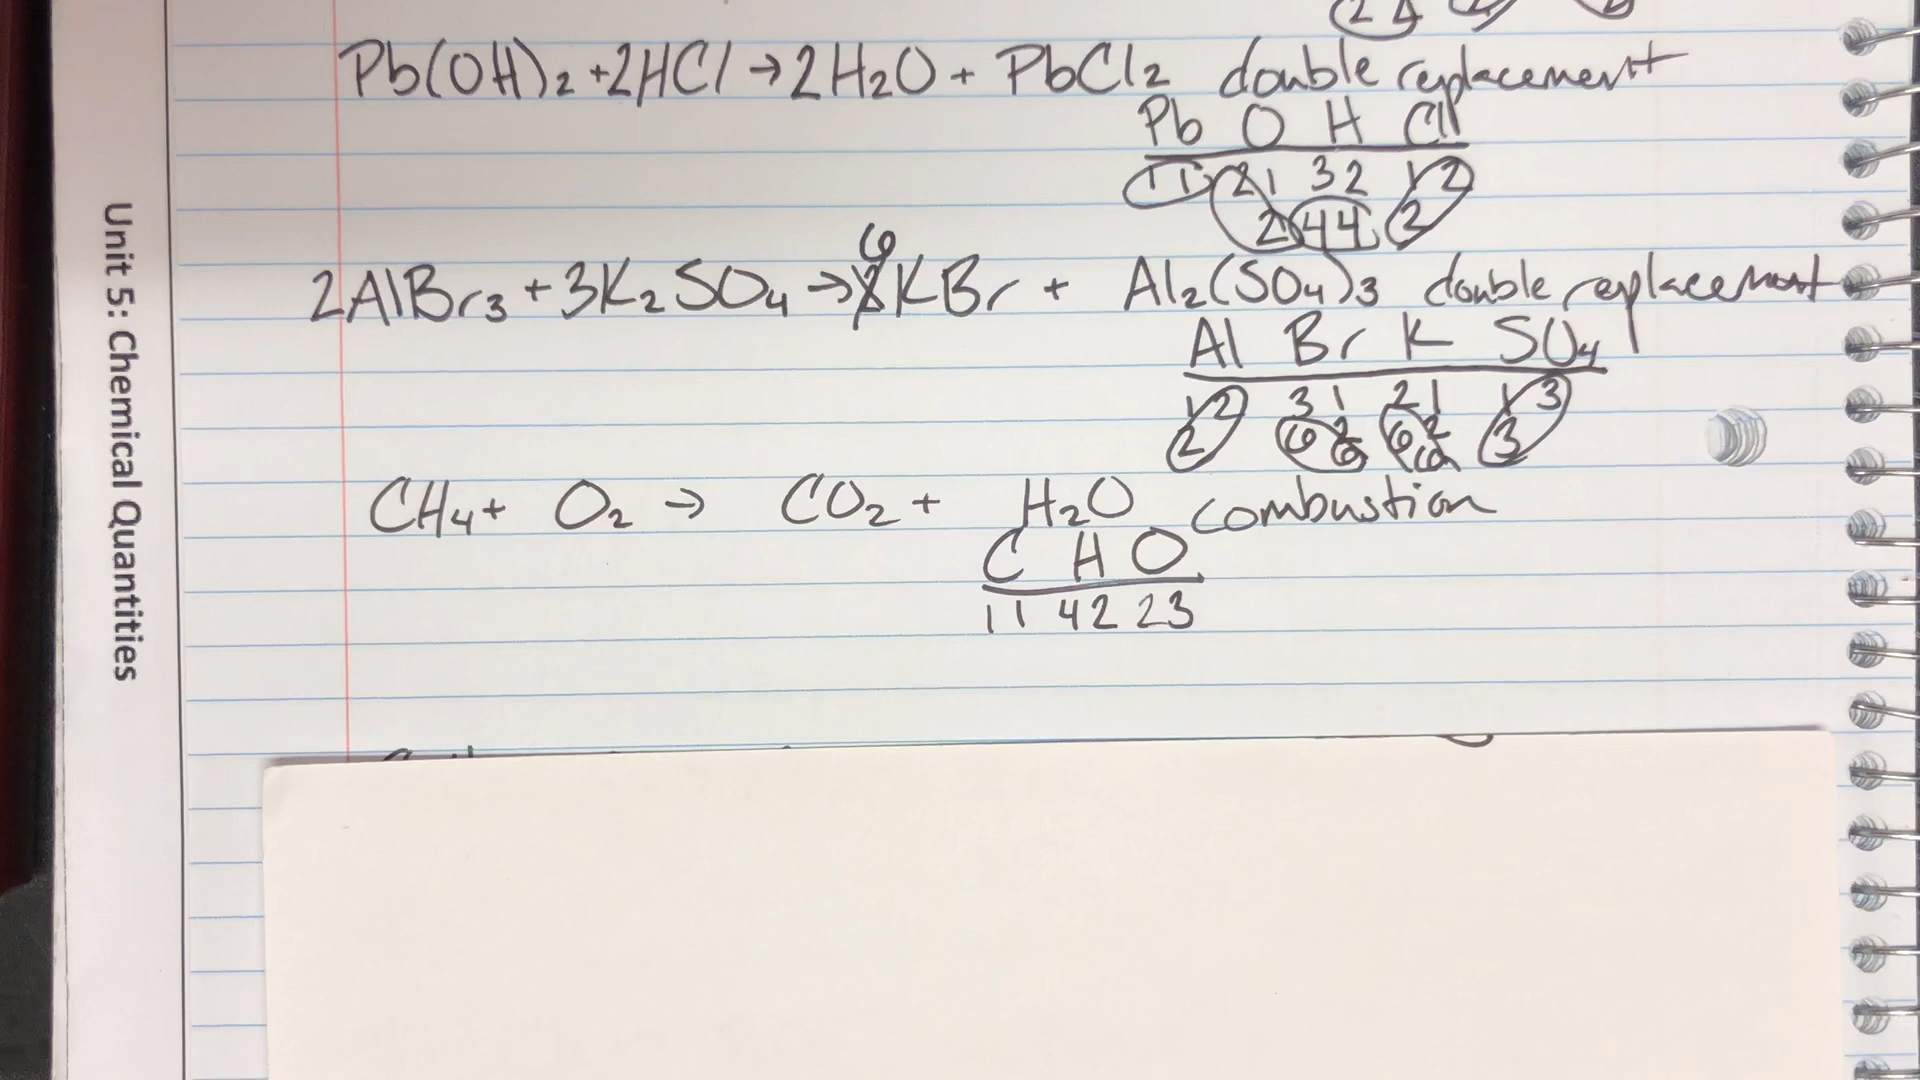 Pb(OH)₂ + 2HCl → 2H₂O + PbCl₂ double replacement
Pb O H Cl
1 1 2 1 3 2 1 2
2 4 4 2
6
2AlBr₃ + 3K₂SO₄ → 2KBr + Al₂(SO₄)₃ double replacement
Al Br K SO₄
1 2 3 1 2 1 1 3
2 6 2 6 2 3
6 6
CH₄ + O₂ → CO₂ + H₂O combustion
C H O
1 1 4 2 2 3
Unit 5: Chemical Quantities